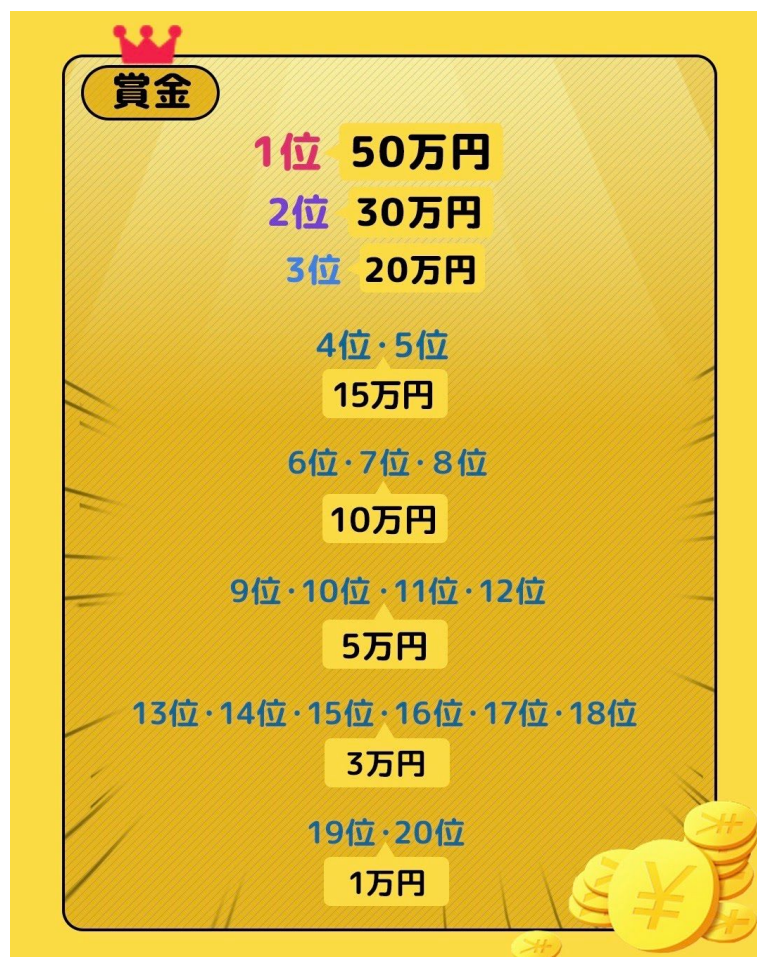 賞金
1位 50万円
2位 30万円
3位 20万円
4位・5位
15万円
6位・7位・8位
10万円
9位・10位・11位・12位
5万円
13位・14位・15位・16位・17位・18位
3万円
19位・20位
1万円
¥